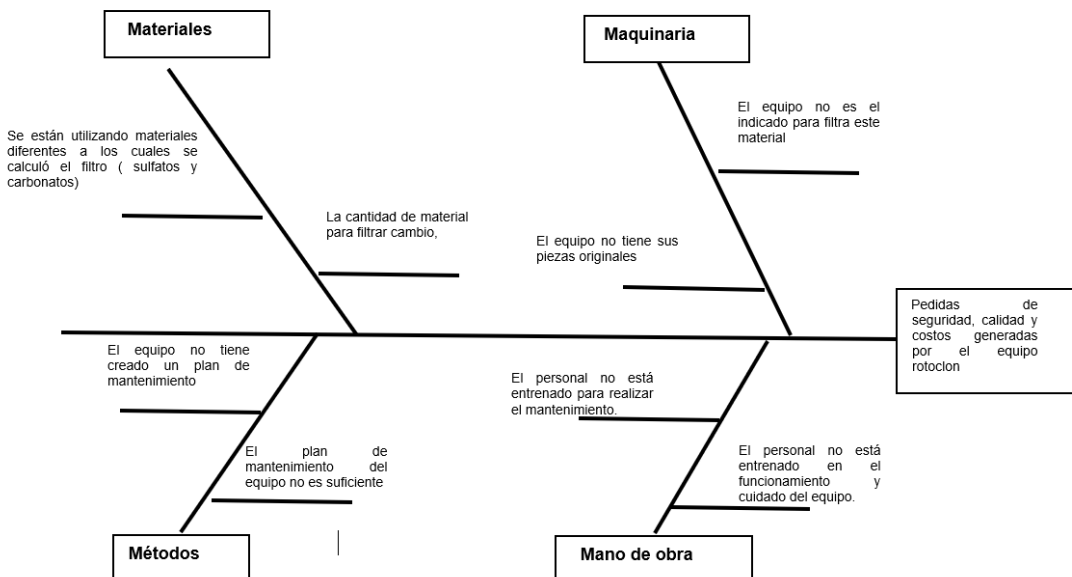 Materiales
Maquinaria
Se están utilizando materiales
diferentes a los cuales se
calculó el filtro ( sulfatos y
carbonatos)
La cantidad de material
para filtrar cambio,
El equipo no es el
indicado para filtra este
material
El equipo no tiene sus
piezas originales
Pedidas de
seguridad, calidad y
costos generadas
por el equipo
rotoclon
El equipo no tiene
creado un plan de
mantenimiento
El plan de
mantenimiento del
equipo no es suficiente
El personal no está
entrenado para realizar
el mantenimiento.
El personal no está
entrenado en el
funcionamiento y
cuidado del equipo.
Métodos
Mano de obra